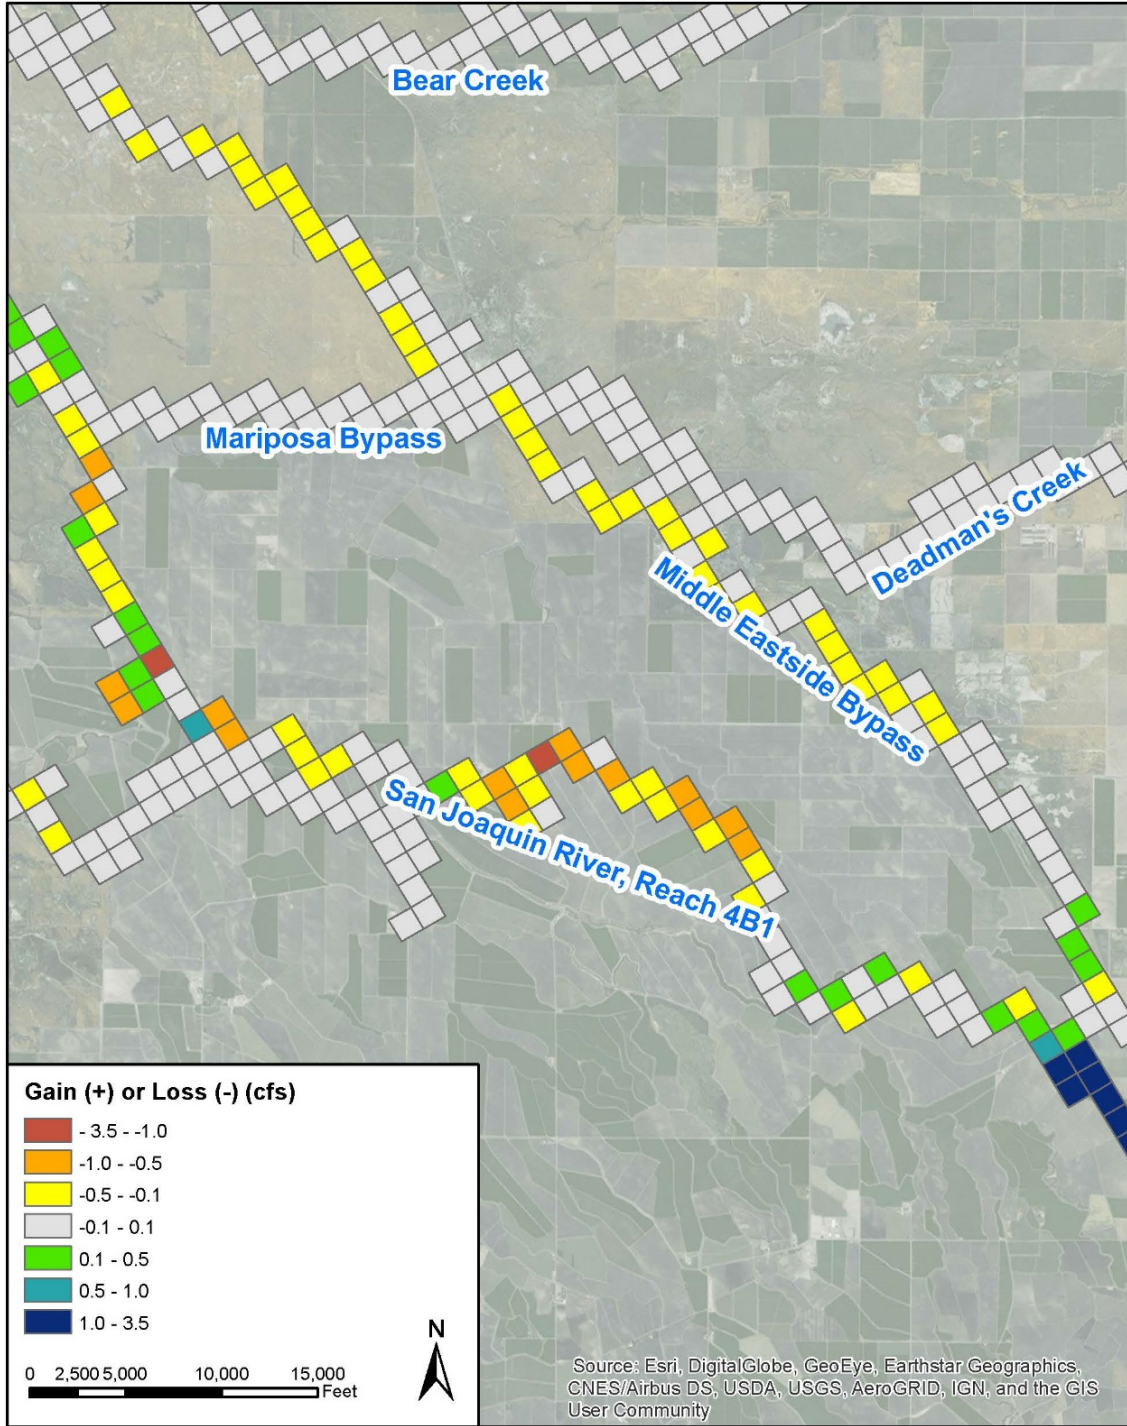 Bear Creek
Mariposa Bypass
Deadman's Creek
Middle Eastside Bypass
San Joaquin River, Reach 4B1
Gain (+) or Loss (-) (cfs)
- 3.5 - -1.0
-1.0 - -0.5
-0.5 - -0.1
-0.1 - 0.1
0.1 - 0.5
0.5 - 1.0
1.0 - 3.5
N
0 2,500 5,000 10,000 15,000
Feet
Source: Esri, DigitalGlobe, GeoEye, Earthstar Geographics,
CNES/Airbus DS, USDA, USGS, AeroGRID, IGN, and the GIS
User Community